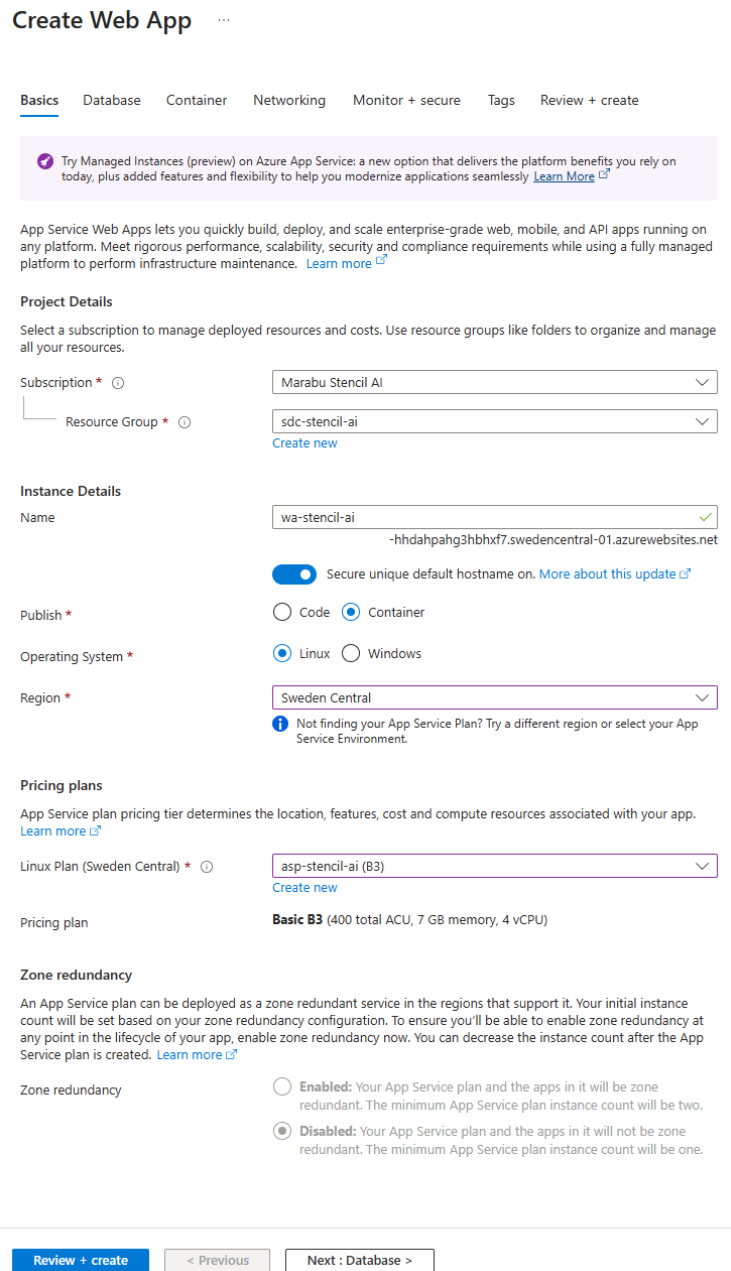 Create Web App ...
Basics Database Container Networking Monitor + secure Tags Review + create
Try Managed Instances (preview) on Azure App Service: a new option that delivers the platform benefits you rely on
today, plus added features and flexibility to help you modernize applications seamlessly Learn More
App Service Web Apps lets you quickly build, deploy, and scale enterprise-grade web, mobile, and API apps running on
any platform. Meet rigorous performance, scalability, security and compliance requirements while using a fully managed
platform to perform infrastructure maintenance. Learn more
Project Details
Select a subscription to manage deployed resources and costs. Use resource groups like folders to organize and manage
all your resources.
Subscription * Marabu Stencil AI
Resource Group * sdc-stencil-ai
Create new
Instance Details
Name wa-stencil-ai
-hhdahpahg3hbhxf7.swedencentral-01.azurewebsites.net
Secure unique default hostname on. More about this update
Publish * Code Container
Operating System * Linux Windows
Region * Sweden Central
Not finding your App Service Plan? Try a different region or select your App
Service Environment.
Pricing plans
App Service plan pricing tier determines the location, features, cost and compute resources associated with your app.
Learn more
Linux Plan (Sweden Central) * asp-stencil-ai (B3)
Create new
Pricing plan Basic B3 (400 total ACU, 7 GB memory, 4 vCPU)
Zone redundancy
An App Service plan can be deployed as a zone redundant service in the regions that support it. Your initial instance
count will be set based on your zone redundancy configuration. To ensure you'll be able to enable zone redundancy at
any point in the lifecycle of your app, enable zone redundancy now. You can decrease the instance count after the App
Service plan is created. Learn more
Zone redundancy Enabled: Your App Service plan and the apps in it will be zone
redundant. The minimum App Service plan instance count will be two.
Disabled: Your App Service Plan and the apps in it will not be zone
redundant. The minimum App Service plan instance count will be one.
Review + create < Previous Next : Database >